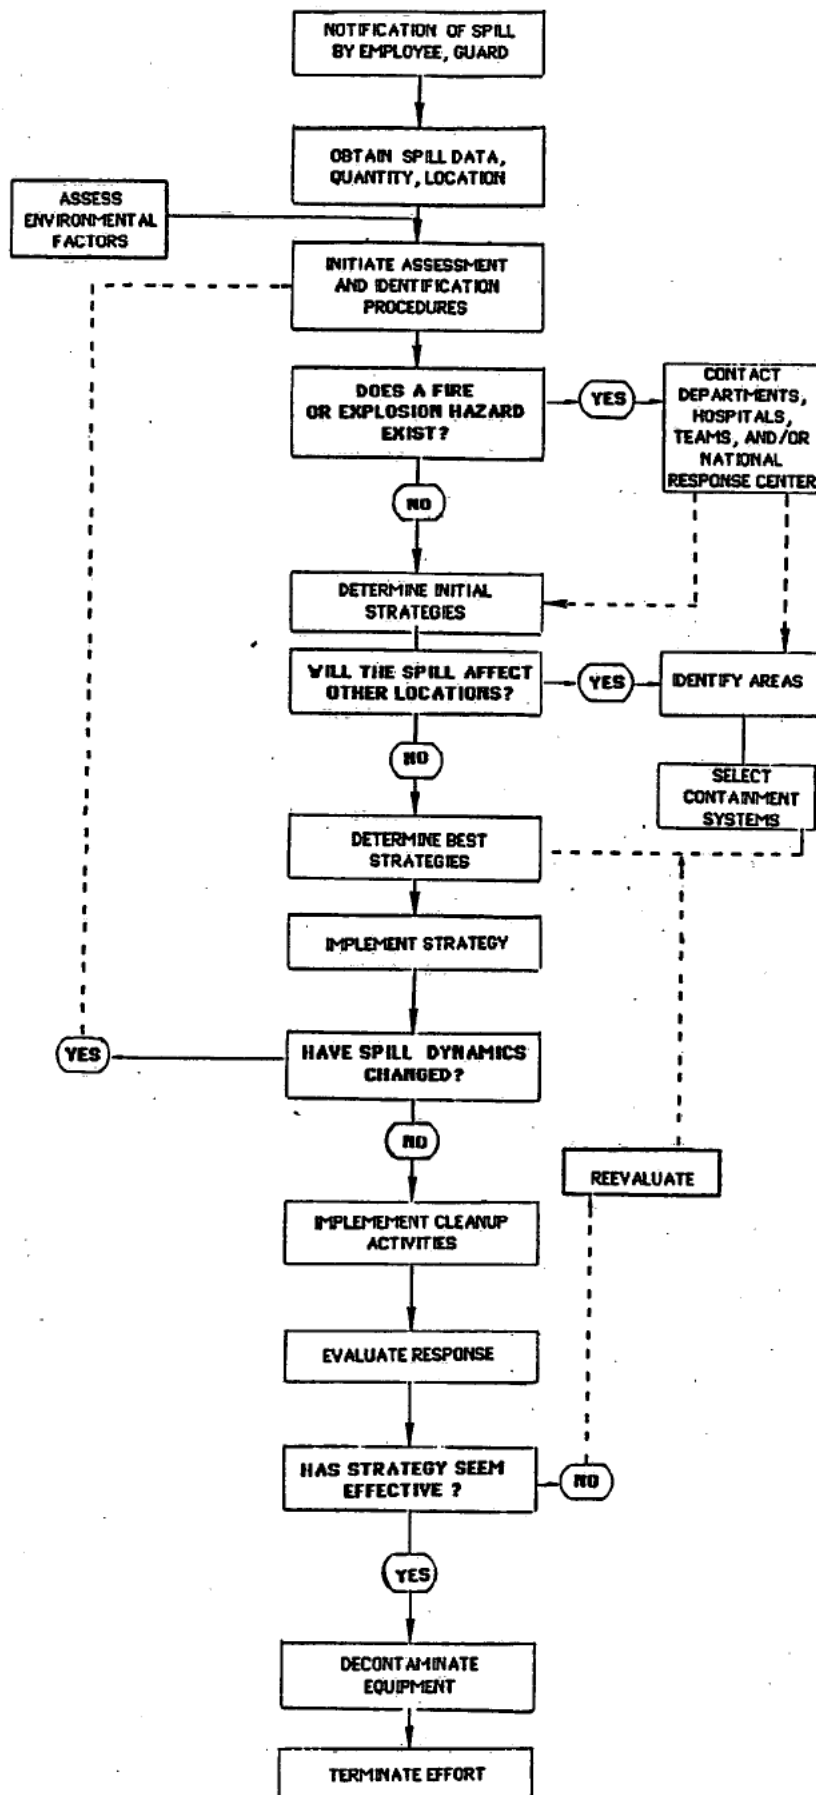 NOTIFICATION OF SPILL
BY EMPLOYEE, GUARD
OBTAIN SPILL DATA,
QUANTITY, LOCATION
ASSESS
ENVIRONMENTAL
FACTORS
INITIATE ASSESSMENT
AND IDENTIFICATION
PROCEDURES
DOES A FIRE
OR EXPLOSION HAZARD
EXIST?
YES
CONTACT
DEPARTMENTS,
HOSPITALS,
TEAMS, AND/OR
NATIONAL
RESPONSE CENTER
NO
DETERMINE INITIAL
STRATEGIES
WILL THE SPILL AFFECT
OTHER LOCATIONS?
YES
IDENTIFY AREAS
NO
SELECT
CONTAINMENT
SYSTEMS
DETERMINE BEST
STRATEGIES
IMPLEMENT STRATEGY
HAVE SPILL DYNAMICS
CHANGED?
YES
NO
REEVALUATE
IMPLEMEMENT CLEANUP
ACTIVITIES
EVALUATE RESPONSE
HAS STRATEGY SEEM
EFFECTIVE ?
NO
YES
DECONTAMINATE
EQUIPMENT
TERMINATE EFFORT